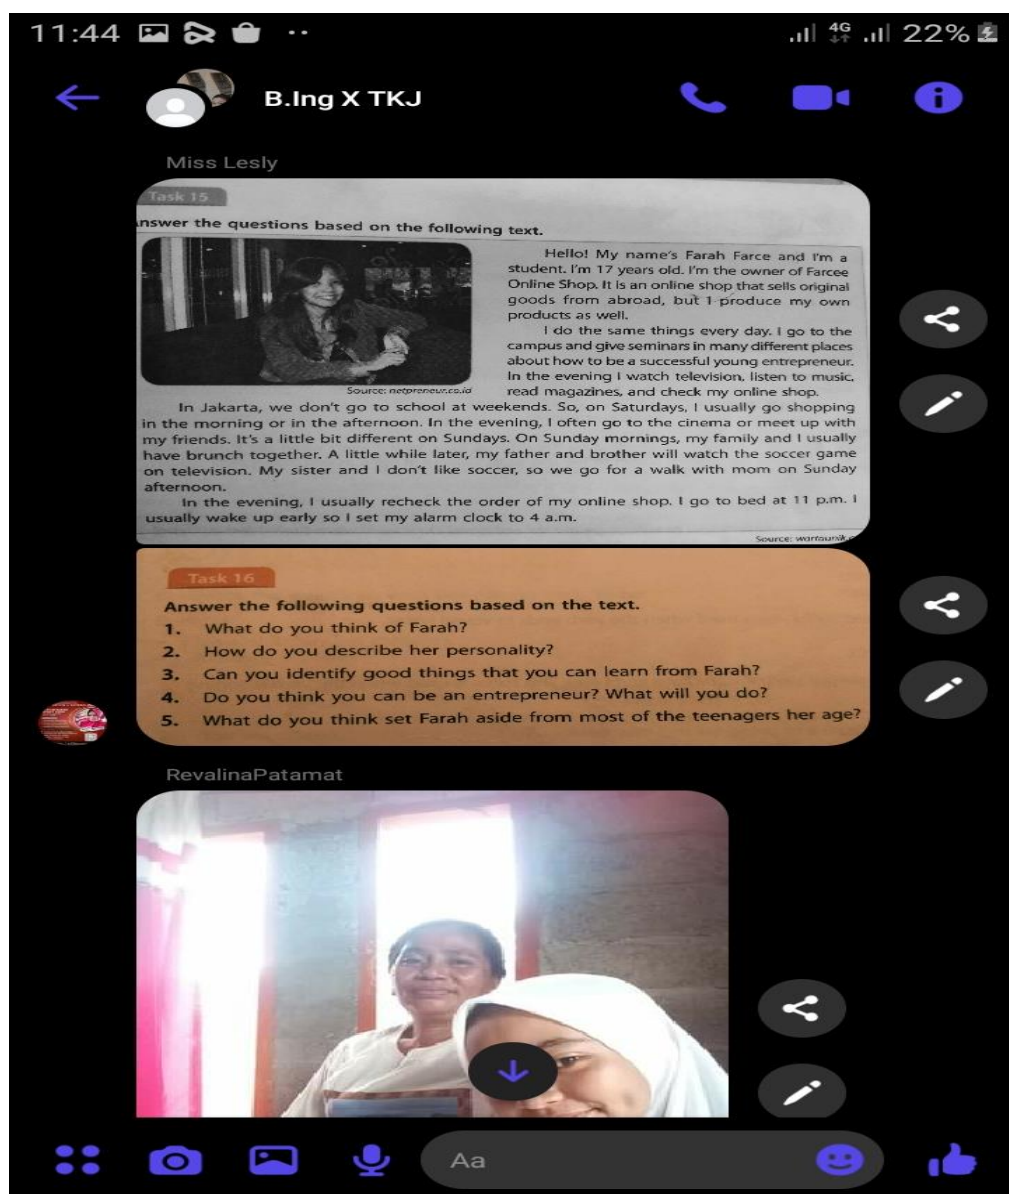 11:44
4G
22%
B.Ing X TKJ
Miss Lesly
Task 15
nswer the questions based on the following text.
Hello! My name's Farah Farce and I'm a
student. I'm 17 years old. I'm the owner of Farcee
Online Shop. It is an online shop that sells original
goods from abroad, but I produce my own
products as well.
I do the same things every day. I go to the
campus and give seminars in many different places
about how to be a successful young entrepreneur.
In the evening I watch television, listen to music,
read magazines, and check my online shop.
Source: netpreneur.co.id
In Jakarta, we don't go to school at weekends. So, on Saturdays, I usually go shopping
in the morning or in the afternoon. In the evening, I often go to the cinema or meet up with
my friends. It's a little bit different on Sundays. On Sunday mornings, my family and I usually
have brunch together. A little while later, my father and brother will watch the soccer game
on television. My sister and I don't like soccer, so we go for a walk with mom on Sunday
afternoon.
In the evening, I usually recheck the order of my online shop. I go to bed at 11 p.m. I
usually wake up early so I set my alarm clock to 4 a.m.
Source: wartaunik.c
Task 16
Answer the following questions based on the text.
1. What do you think of Farah?
2. How do you describe her personality?
3. Can you identify good things that you can learn from Farah?
4. Do you think you can be an entrepreneur? What will you do?
5. What do you think set Farah aside from most of the teenagers her age?
RevalinaPatamat
Aa